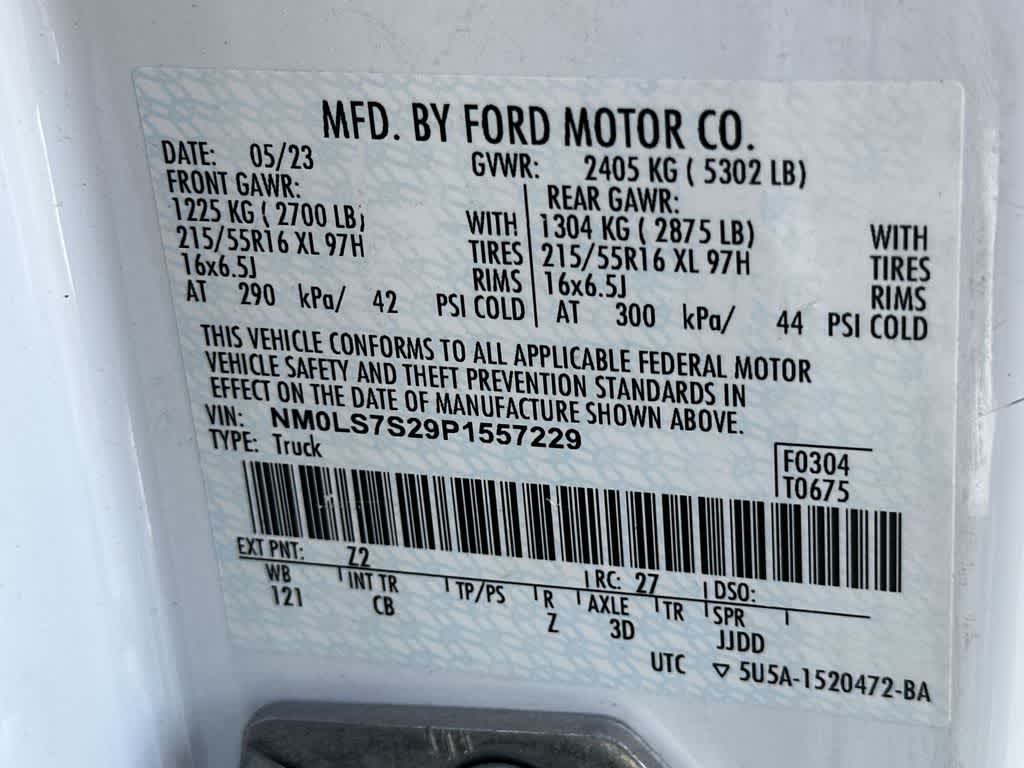 MFD. BY FORD MOTOR CO.
DATE: 05/23 GVWR: 2405 KG ( 5302 LB)
FRONT GAWR: REAR GAWR:
1225 KG ( 2700 LB) WITH 1304 KG ( 2875 LB) WITH
215/55R16 XL 97H TIRES 215/55R16 XL 97H TIRES
16x6.5J RIMS 16x6.5J RIMS
AT 290 kPa/ 42 PSI COLD AT 300 kPa/ 44 PSI COLD
THIS VEHICLE CONFORMS TO ALL APPLICABLE FEDERAL MOTOR
VEHICLE SAFETY AND THEFT PREVENTION STANDARDS IN
EFFECT ON THE DATE OF MANUFACTURE SHOWN ABOVE.
VIN: NM0LS7S29P1557229
TYPE: Truck
F0304
T0675
EXT PNT: Z2 RC: 27 DSO:
WB INT TR TP/PS R AXLE TR SPR
121 CB Z 3D JJDD
UTC ▽ 5U5A-1520472-BA